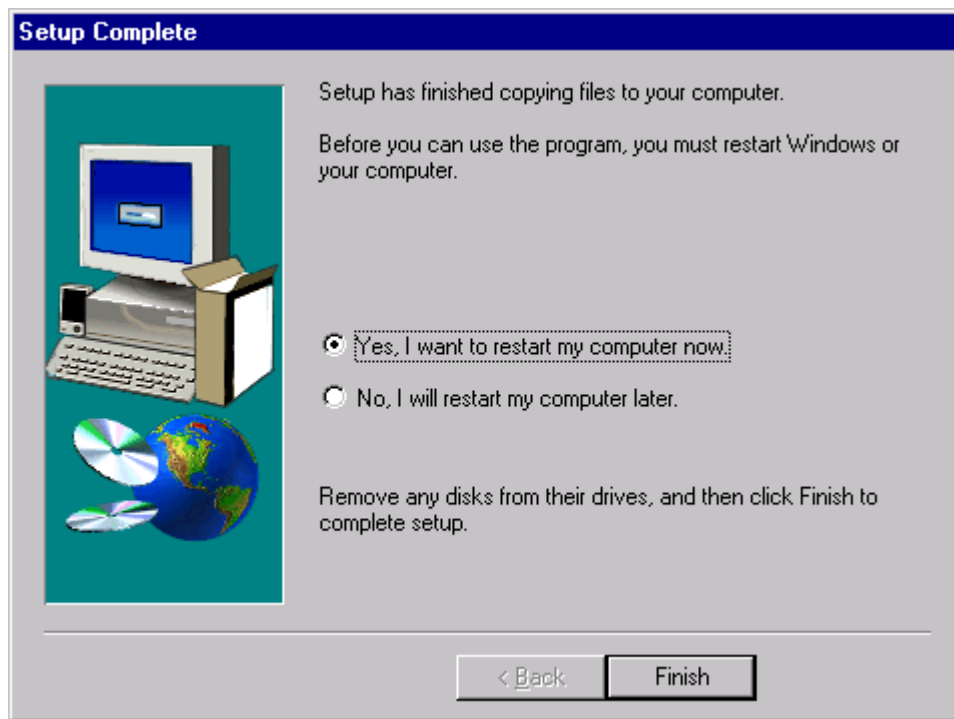 Setup Complete
Setup has finished copying files to your computer.
Before you can use the program, you must restart Windows or
your computer.
Yes, I want to restart my computer now.
No, I will restart my computer later.
Remove any disks from their drives, and then click Finish to
complete setup.
< Back
Finish